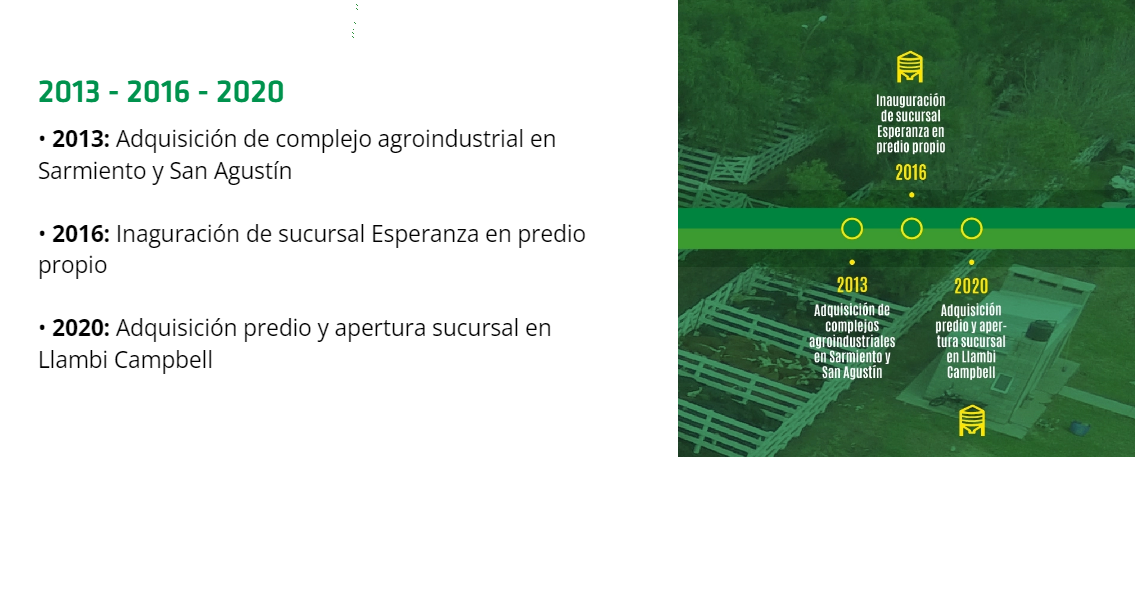 2013 - 2016 - 2020
• 2013: Adquisición de complejo agroindustrial en
Sarmiento y San Agustín
• 2016: Inaguración de sucursal Esperanza en predio
propio
• 2020: Adquisición predio y apertura sucursal en
Llambi Campbell
Inauguración
de sucursal
Esperanza en
predio propio
2016
2013
Adquisición de
complejos
agroindustriales
en Sarmiento y
San Agustín
2020
Adquisición
predio y aper-
tura sucursal
en Llambi
Campbell